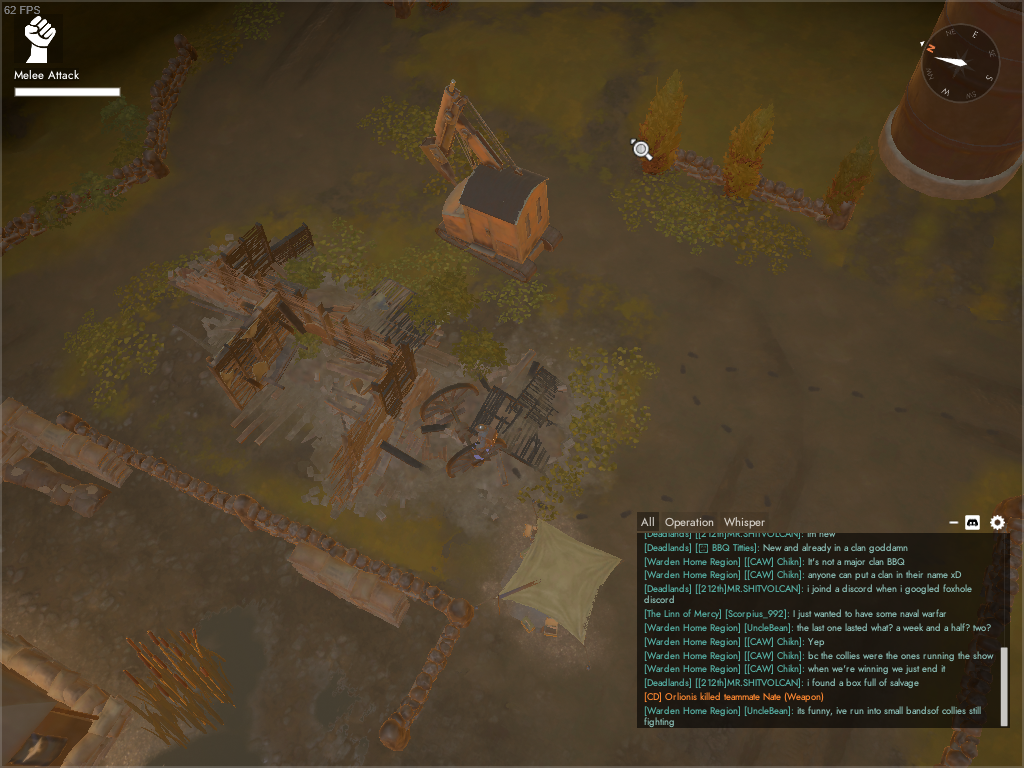 62 FPS
Melee Attack
N NE E SE S SW W NW
All Operation Whisper
[Deadlands] [[212th]MR.SHITVOLCAN]: im new
[Deadlands] [ BBQ Titties]: New and already in a clan goddamn
[Warden Home Region] [[CAW] Chikn]: It's not a major clan BBQ
[Warden Home Region] [[CAW] Chikn]: anyone can put a clan in their name xD
[Deadlands] [[212th]MR.SHITVOLCAN]: i joind a discord when i googled foxhole
discord
[The Linn of Mercy] [Scorpius_992]: I just wanted to have some naval warfar
[Warden Home Region] [UncleBean]: the last one lasted what? a week and a half? two?
[Warden Home Region] [[CAW] Chikn]: Yep
[Warden Home Region] [[CAW] Chikn]: bc the collies were the ones running the show
[Warden Home Region] [[CAW] Chikn]: when we're winning we just end it
[Deadlands] [[212th]MR.SHITVOLCAN]: i found a box full of salvage
[CD] Orlionis killed teammate Nate (Weapon)
[Warden Home Region] [UncleBean]: its funny, ive run into small bandsof collies still
fighting